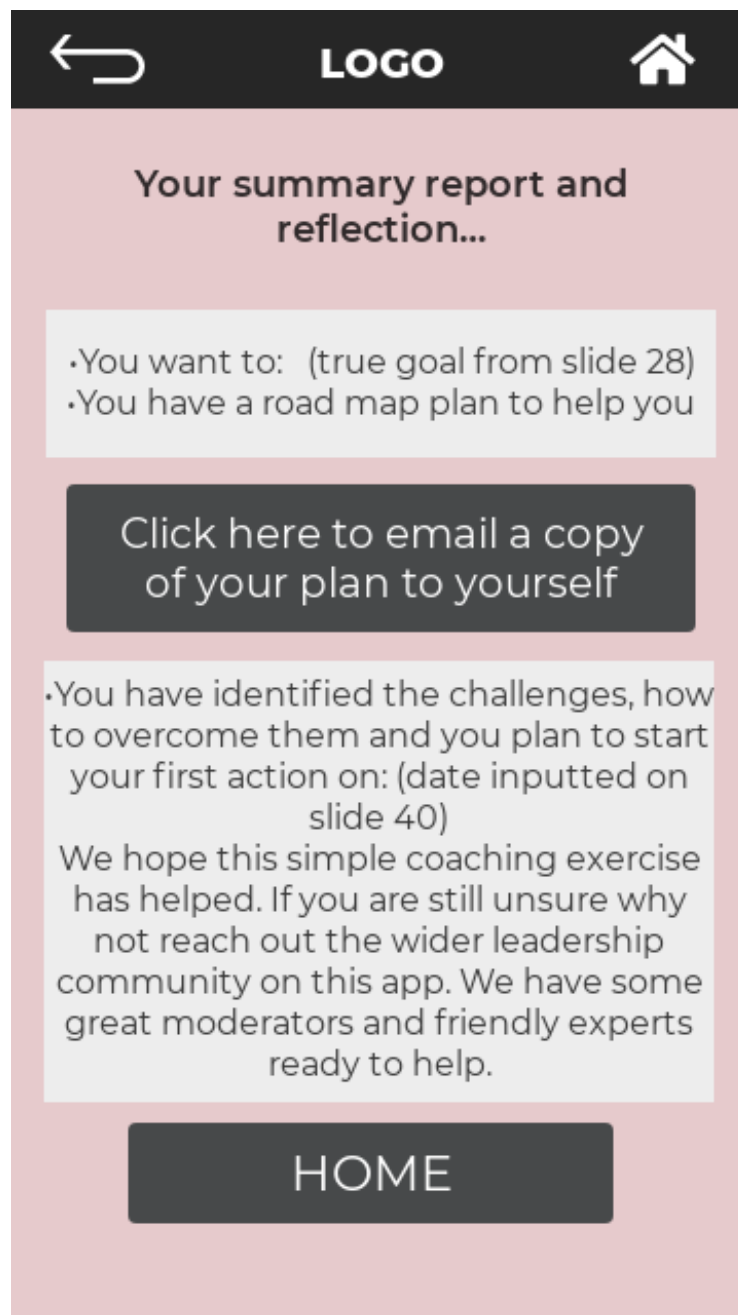 LOGO
Your summary report and
reflection...
•You want to:   (true goal from slide 28)
•You have a road map plan to help you
Click here to email a copy
of your plan to yourself
•You have identified the challenges, how
to overcome them and you plan to start
your first action on: (date inputted on
slide 40)
We hope this simple coaching exercise
has helped. If you are still unsure why
not reach out the wider leadership
community on this app. We have some
great moderators and friendly experts
ready to help.
HOME